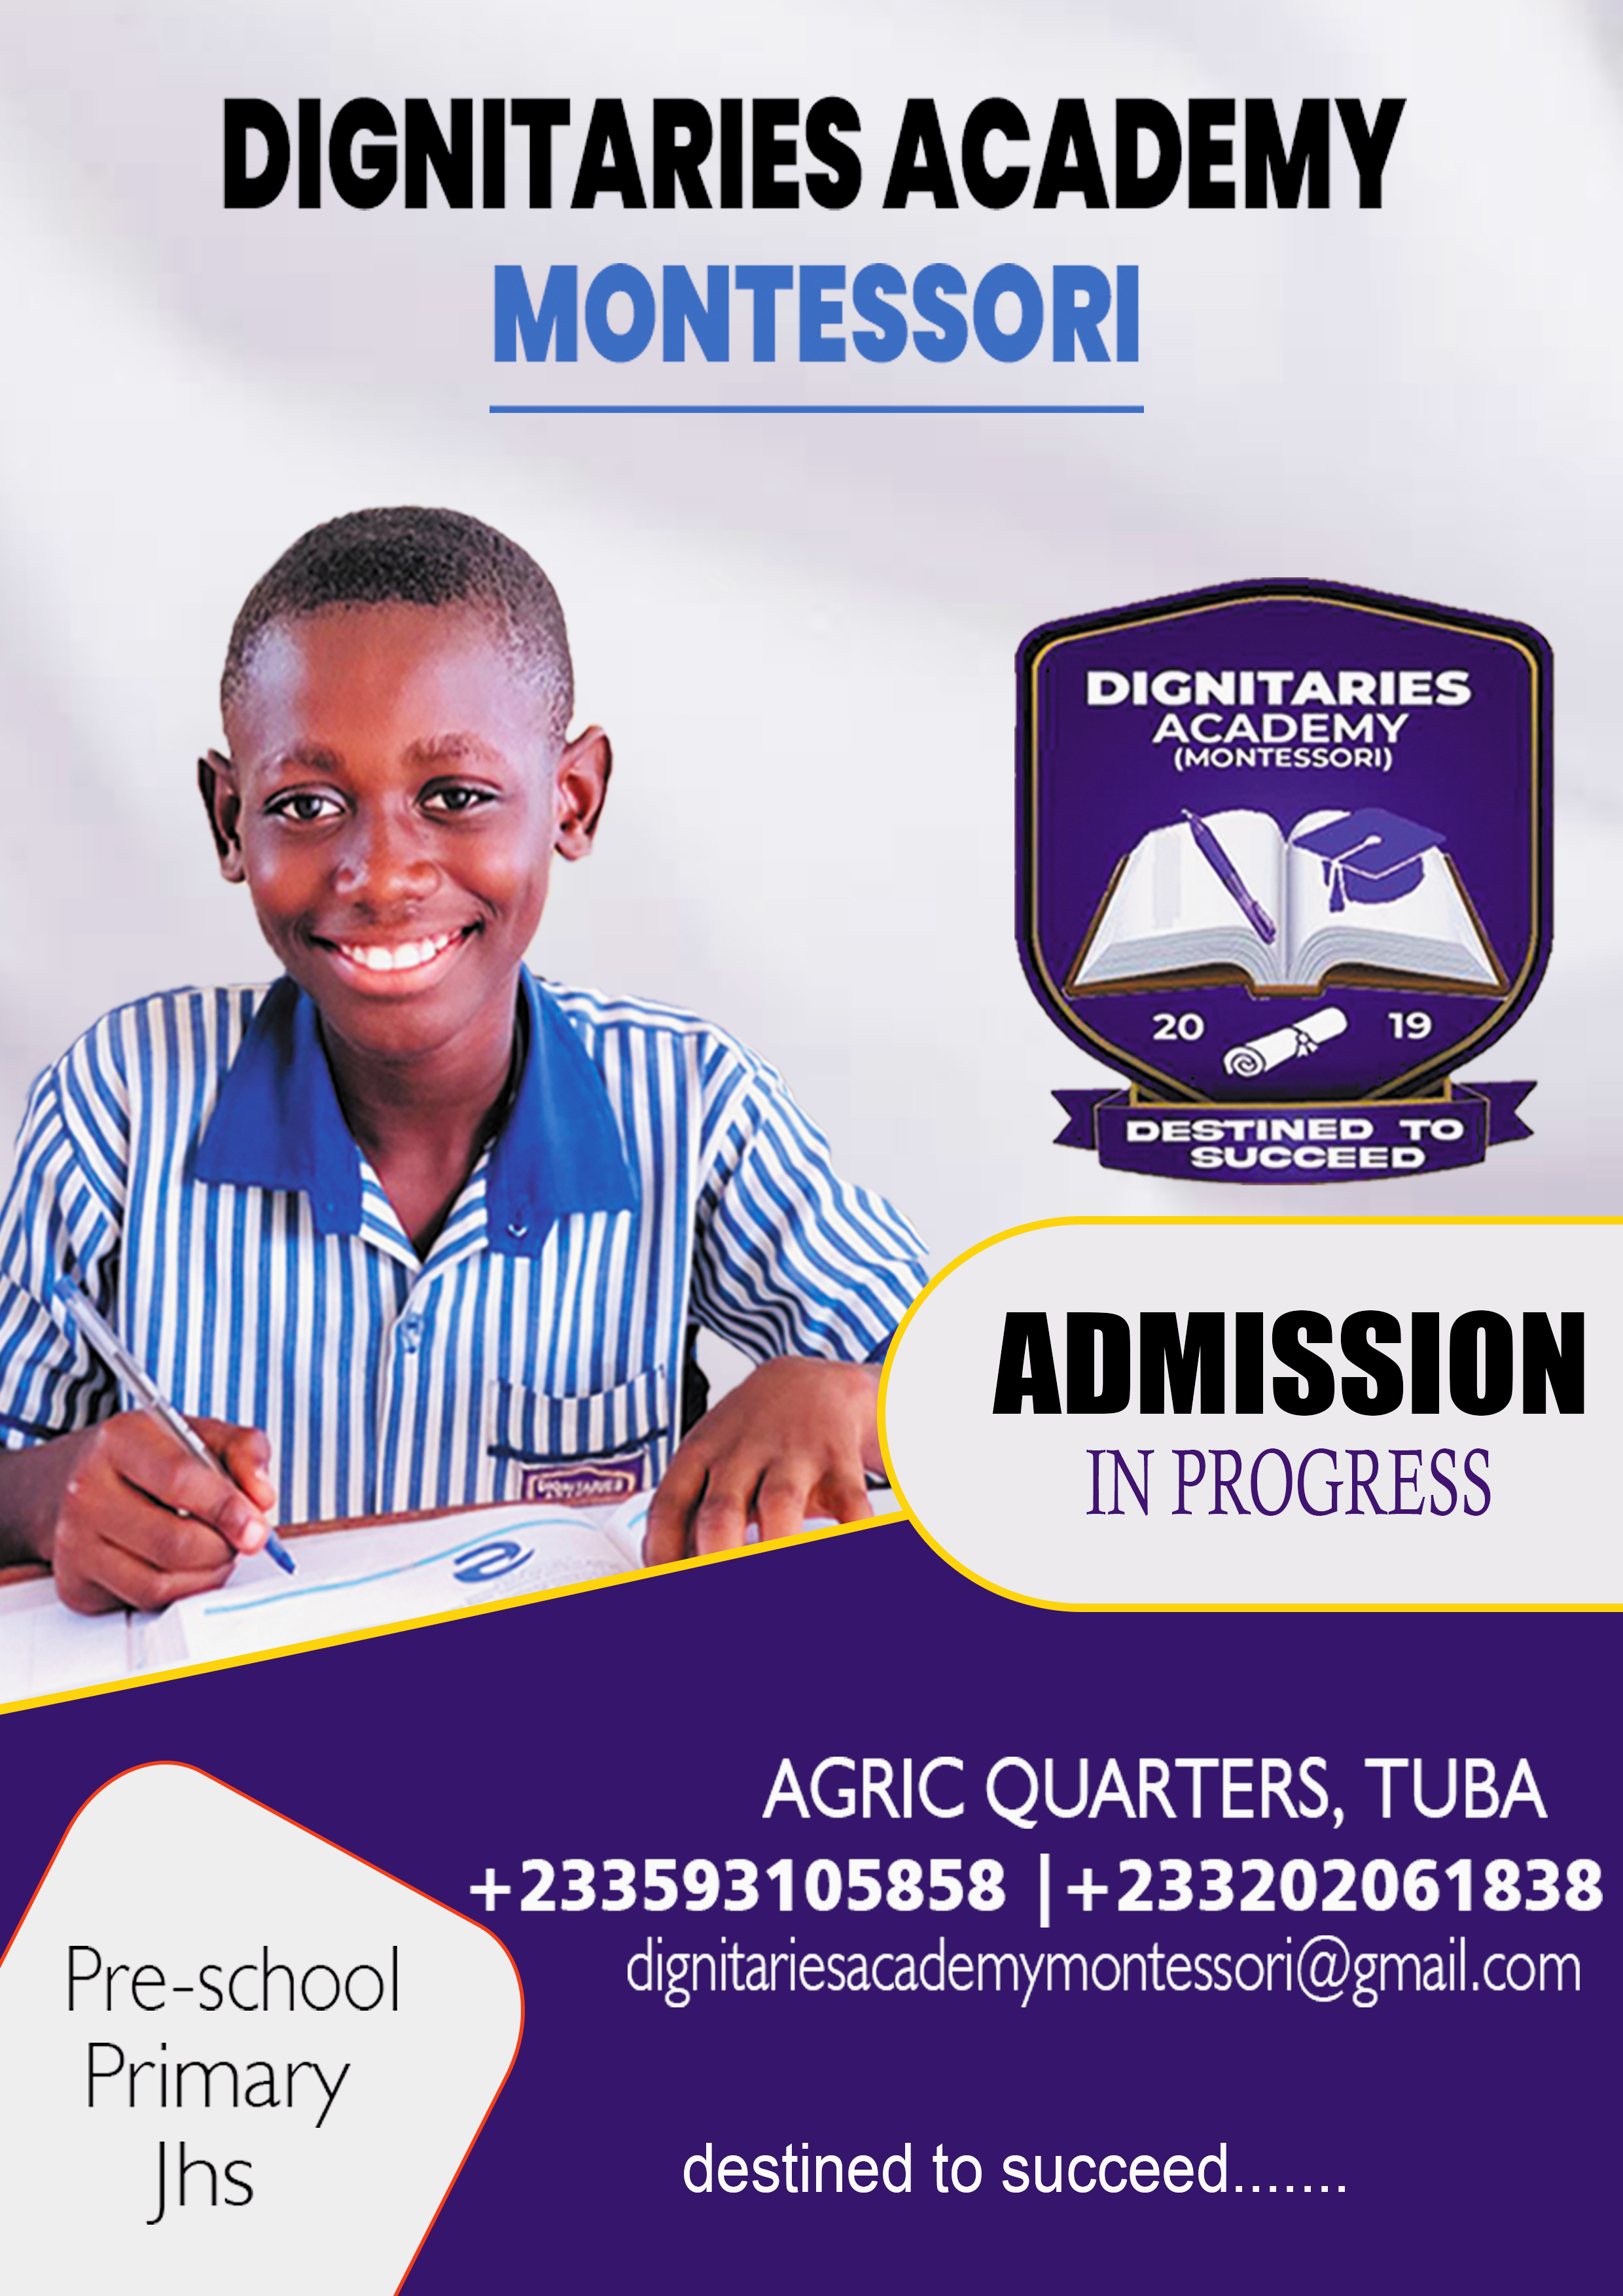 DIGNITARIES ACADEMY
MONTESSORI
DIGNITARIES
ACADEMY
(MONTESSORI)
20 19
DESTINED TO
SUCCEED
ADMISSION
IN PROGRESS
DIGNITARIES
AGRIC QUARTERS, TUBA
+233593105858 |+233202061838
dignitariesacademymontessori@gmail.com
Pre-school
Primary
Jhs
destined to succeed.......